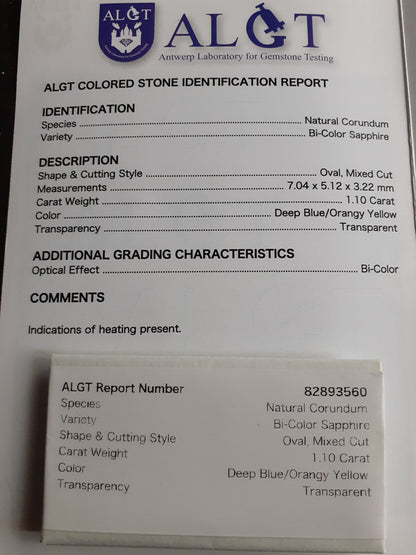 ALGT
ALGT
Antwerp Laboratory for Gemstone Testing
ALGT COLORED STONE IDENTIFICATION REPORT
IDENTIFICATION
Species Natural Corundum
Variety Bi-Color Sapphire
DESCRIPTION
Shape & Cutting Style Oval, Mixed Cut
Measurements 7.04 x 5.12 x 3.22 mm
Carat Weight 1.10 Carat
Color Deep Blue/Orangy Yellow
Transparency Transparent
ADDITIONAL GRADING CHARACTERISTICS
Optical Effect Bi-Color
COMMENTS
Indications of heating present.
ALGT Report Number 82893560
Species Natural Corundum
Variety Bi-Color Sapphire
Shape & Cutting Style Oval, Mixed Cut
Carat Weight 1.10 Carat
Color Deep Blue/Orangy Yellow
Transparency Transparent